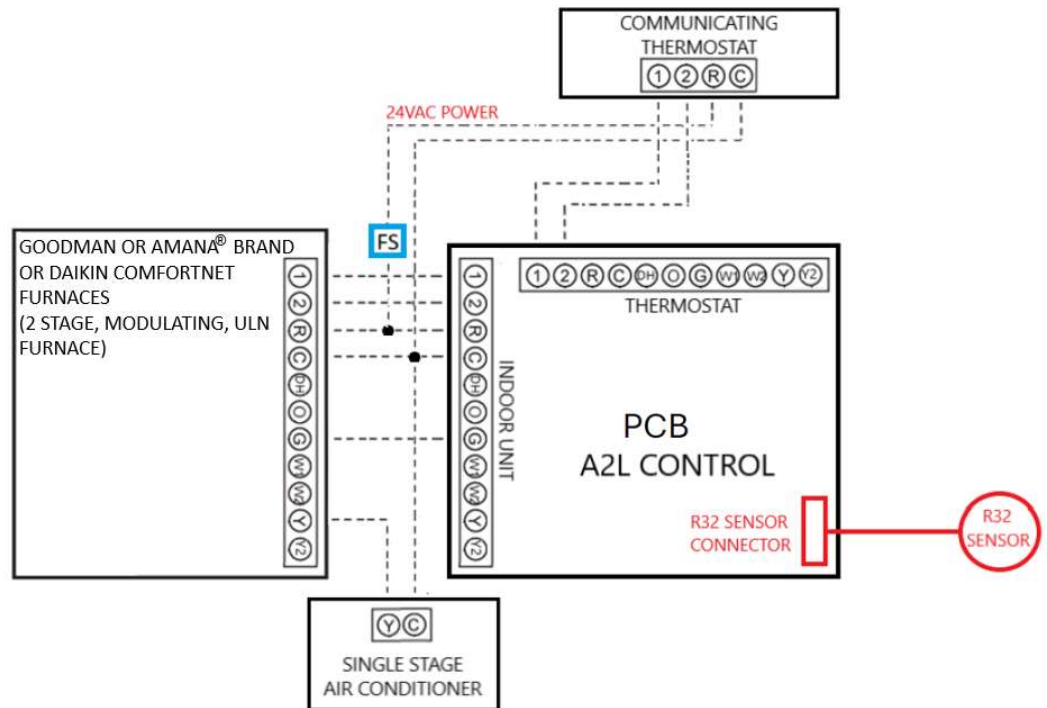 COMMUNICATING
THERMOSTAT
1 2 R C
24VAC POWER
FS
GOODMAN OR AMANA® BRAND
OR DAIKIN COMFORTNET
FURNACES
(2 STAGE, MODULATING, ULN
FURNACE)
1
2
R
C
DH
O
G
W1
W2
Y
Y2
1
2
R
C
DH
O
G
W1
W2
Y
Y2
INDOOR UNIT
1 2 R C DH O G W1 W2 Y Y2
THERMOSTAT
PCB
A2L CONTROL
R32 SENSOR
CONNECTOR
R32
SENSOR
Y C
SINGLE STAGE
AIR CONDITIONER